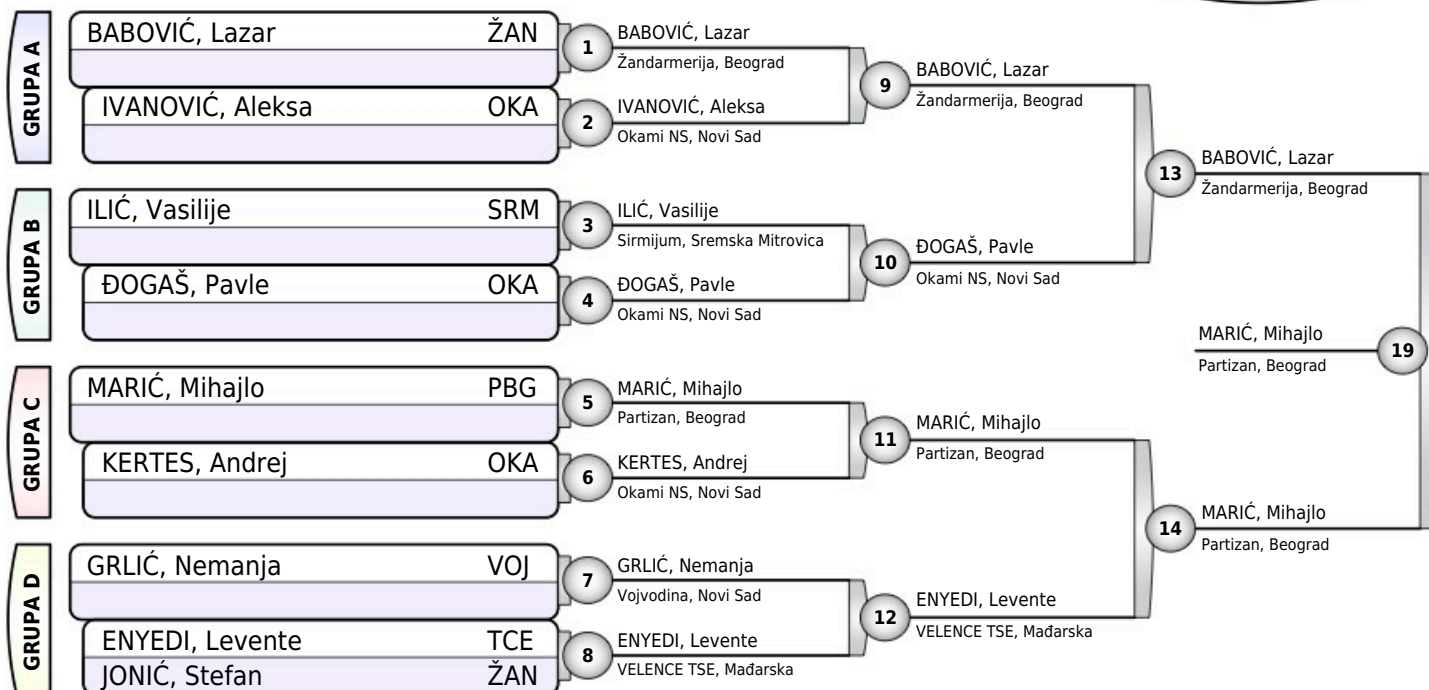 GRUPA A
BABOVIĆ, Lazar ŽAN
IVANOVIĆ, Aleksa OKA
1
BABOVIĆ, Lazar
Žandarmerija, Beograd
2
IVANOVIĆ, Aleksa
Okami NS, Novi Sad
9
BABOVIĆ, Lazar
Žandarmerija, Beograd
GRUPA B
ILIĆ, Vasilije SRM
ĐOGAŠ, Pavle OKA
3
ILIĆ, Vasilije
Sirmijum, Sremska Mitrovica
4
ĐOGAŠ, Pavle
Okami NS, Novi Sad
10
ĐOGAŠ, Pavle
Okami NS, Novi Sad
13
BABOVIĆ, Lazar
Žandarmerija, Beograd
GRUPA C
MARIĆ, Mihajlo PBG
KERTES, Andrej OKA
5
MARIĆ, Mihajlo
Partizan, Beograd
6
KERTES, Andrej
Okami NS, Novi Sad
11
MARIĆ, Mihajlo
Partizan, Beograd
GRUPA D
GRLIĆ, Nemanja VOJ
ENYEDI, Levente TCE
JONIĆ, Stefan ŽAN
7
GRLIĆ, Nemanja
Vojvodina, Novi Sad
8
ENYEDI, Levente
VELENCE TSE, Mađarska
12
ENYEDI, Levente
VELENCE TSE, Mađarska
14
MARIĆ, Mihajlo
Partizan, Beograd
MARIĆ, Mihajlo
Partizan, Beograd
19